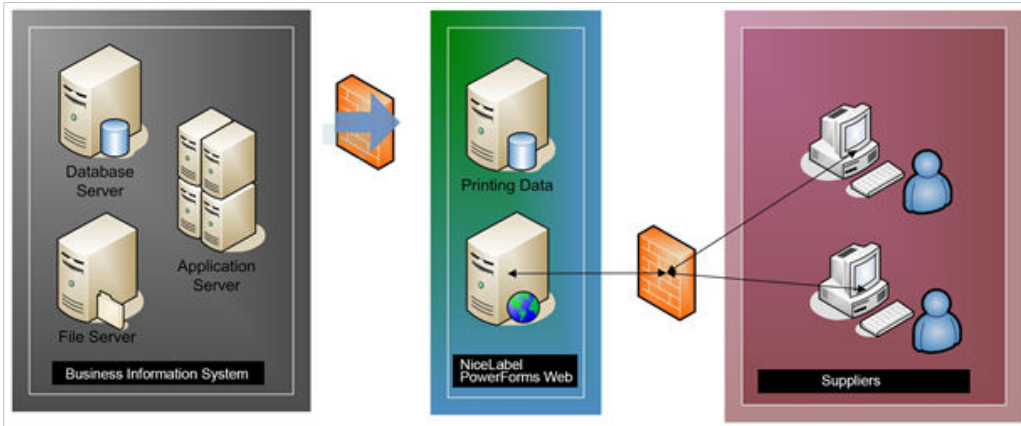 Database
Server
Application
Server
File Server
Business Information System
Printing Data
NiceLabel
PowerForms Web
Suppliers